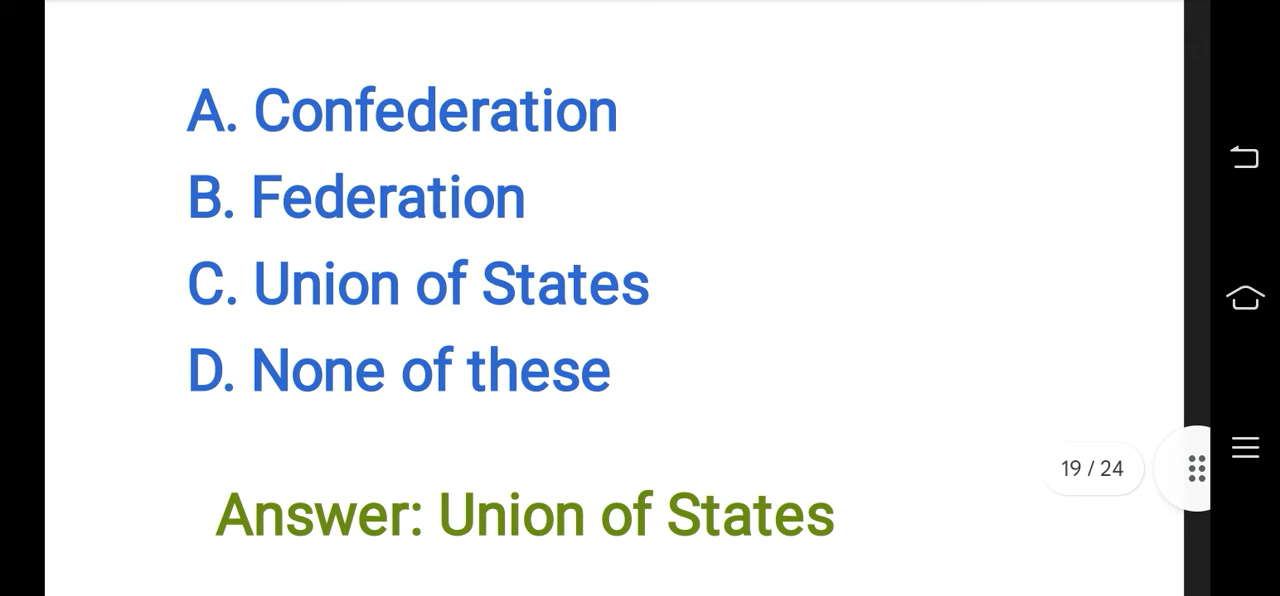 A. Confederation
B. Federation
C. Union of States
D. None of these
19 / 24
Answer: Union of States